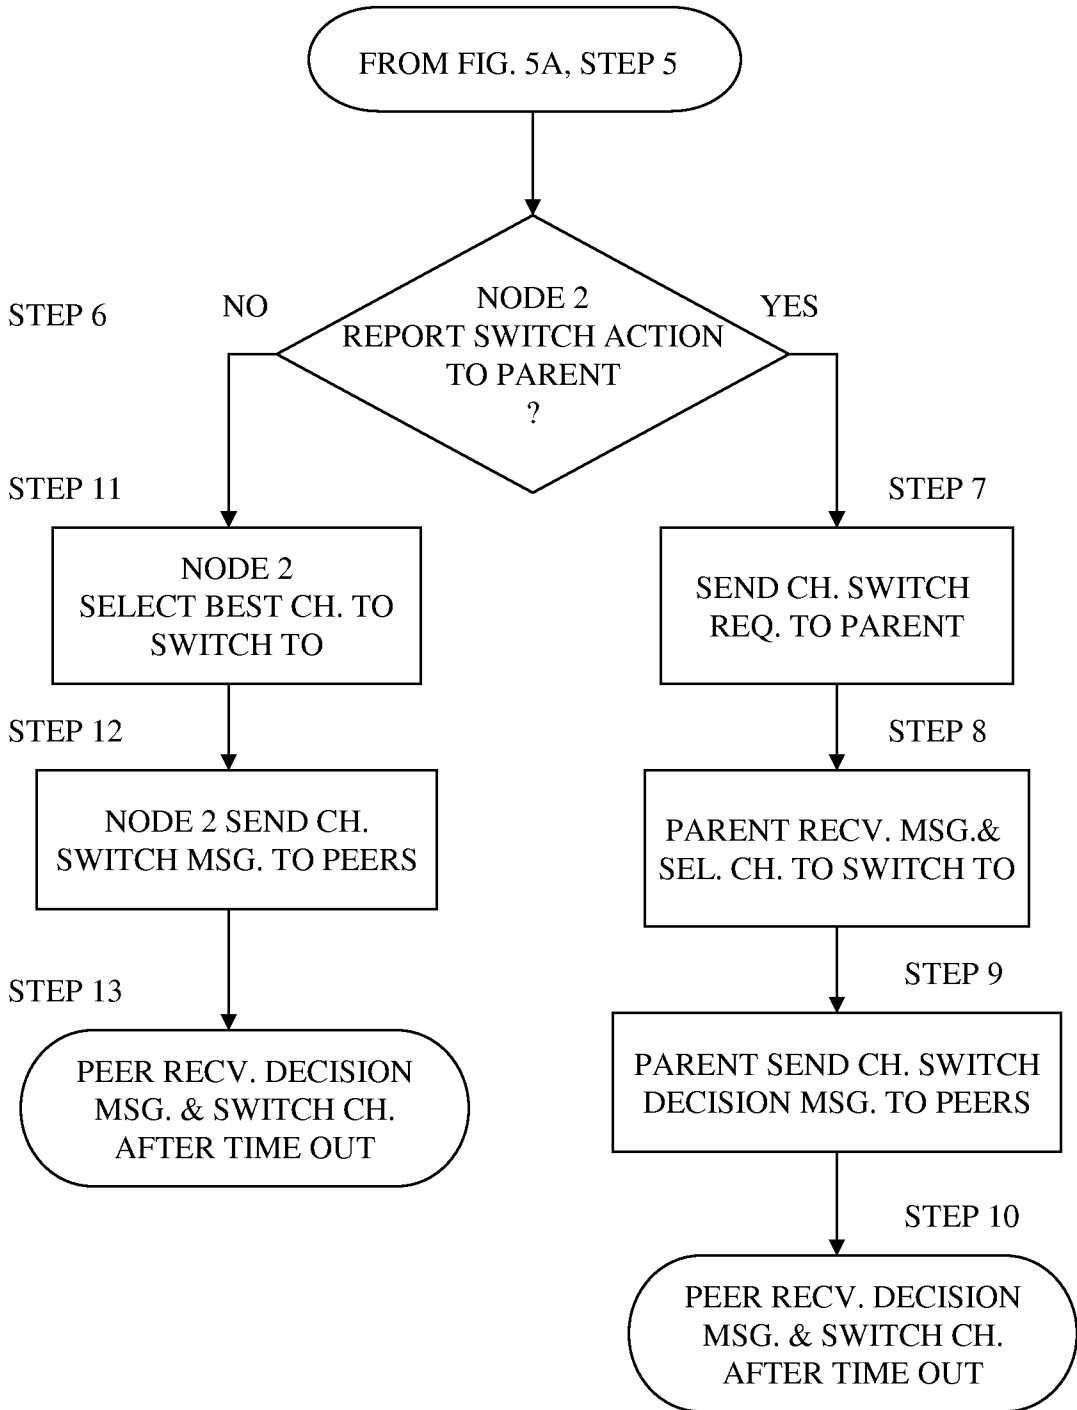 FROM FIG. 5A, STEP 5
STEP 6
NO
NODE 2
REPORT SWITCH ACTION
TO PARENT
?
YES
STEP 11
NODE 2
SELECT BEST CH. TO
SWITCH TO
STEP 12
NODE 2 SEND CH.
SWITCH MSG. TO PEERS
STEP 13
PEER RECV. DECISION
MSG. & SWITCH CH.
AFTER TIME OUT
STEP 7
SEND CH. SWITCH
REQ. TO PARENT
STEP 8
PARENT RECV. MSG.&
SEL. CH. TO SWITCH TO
STEP 9
PARENT SEND CH. SWITCH
DECISION MSG. TO PEERS
STEP 10
PEER RECV. DECISION
MSG. & SWITCH CH.
AFTER TIME OUT